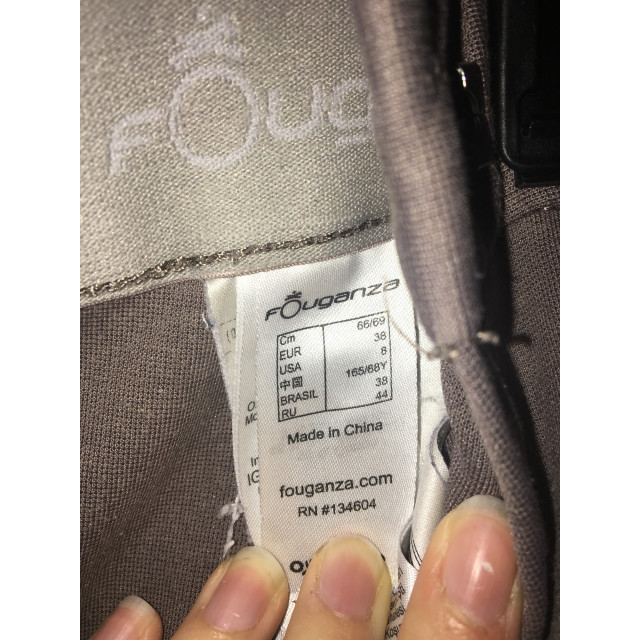 FOug
FOuganza
Cm 66/69
EUR 38
USA 8
中国 165/68Y
BRASIL 38
RU 44
Made in China
fouganza.com
RN #134604